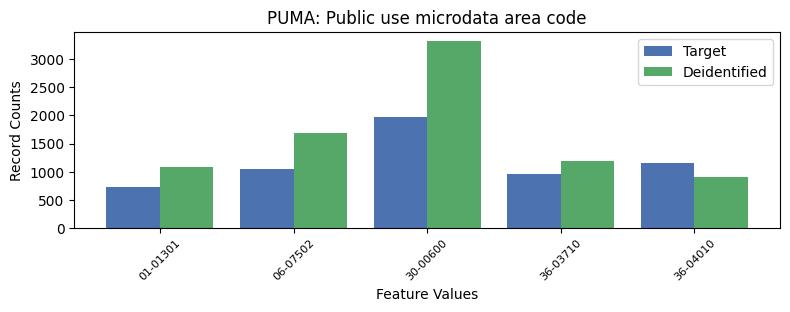 PUMA: Public use microdata area code
Target
Deidentified
Record Counts
3000
2500
2000
1500
1000
500
0
01-01301
06-07502
30-00600
36-03710
36-04010
Feature Values